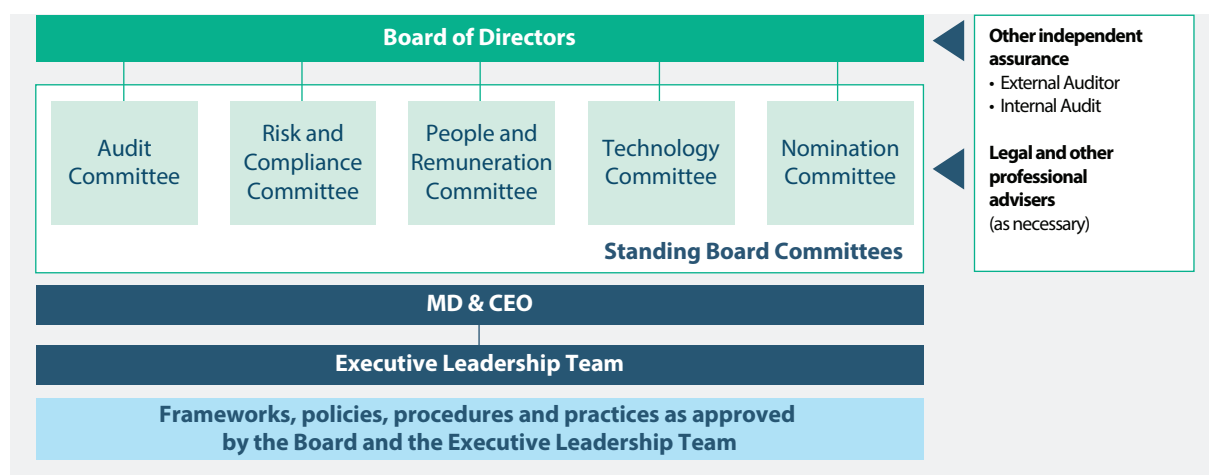 Board of Directors
Audit
Committee
Risk and
Compliance
Committee
People and
Remuneration
Committee
Technology
Committee
Nomination
Committee
Standing Board Committees
MD & CEO
Executive Leadership Team
Frameworks, policies, procedures and practices as approved
by the Board and the Executive Leadership Team
Other independent
assurance
• External Auditor
• Internal Audit
Legal and other
professional
advisers
(as necessary)